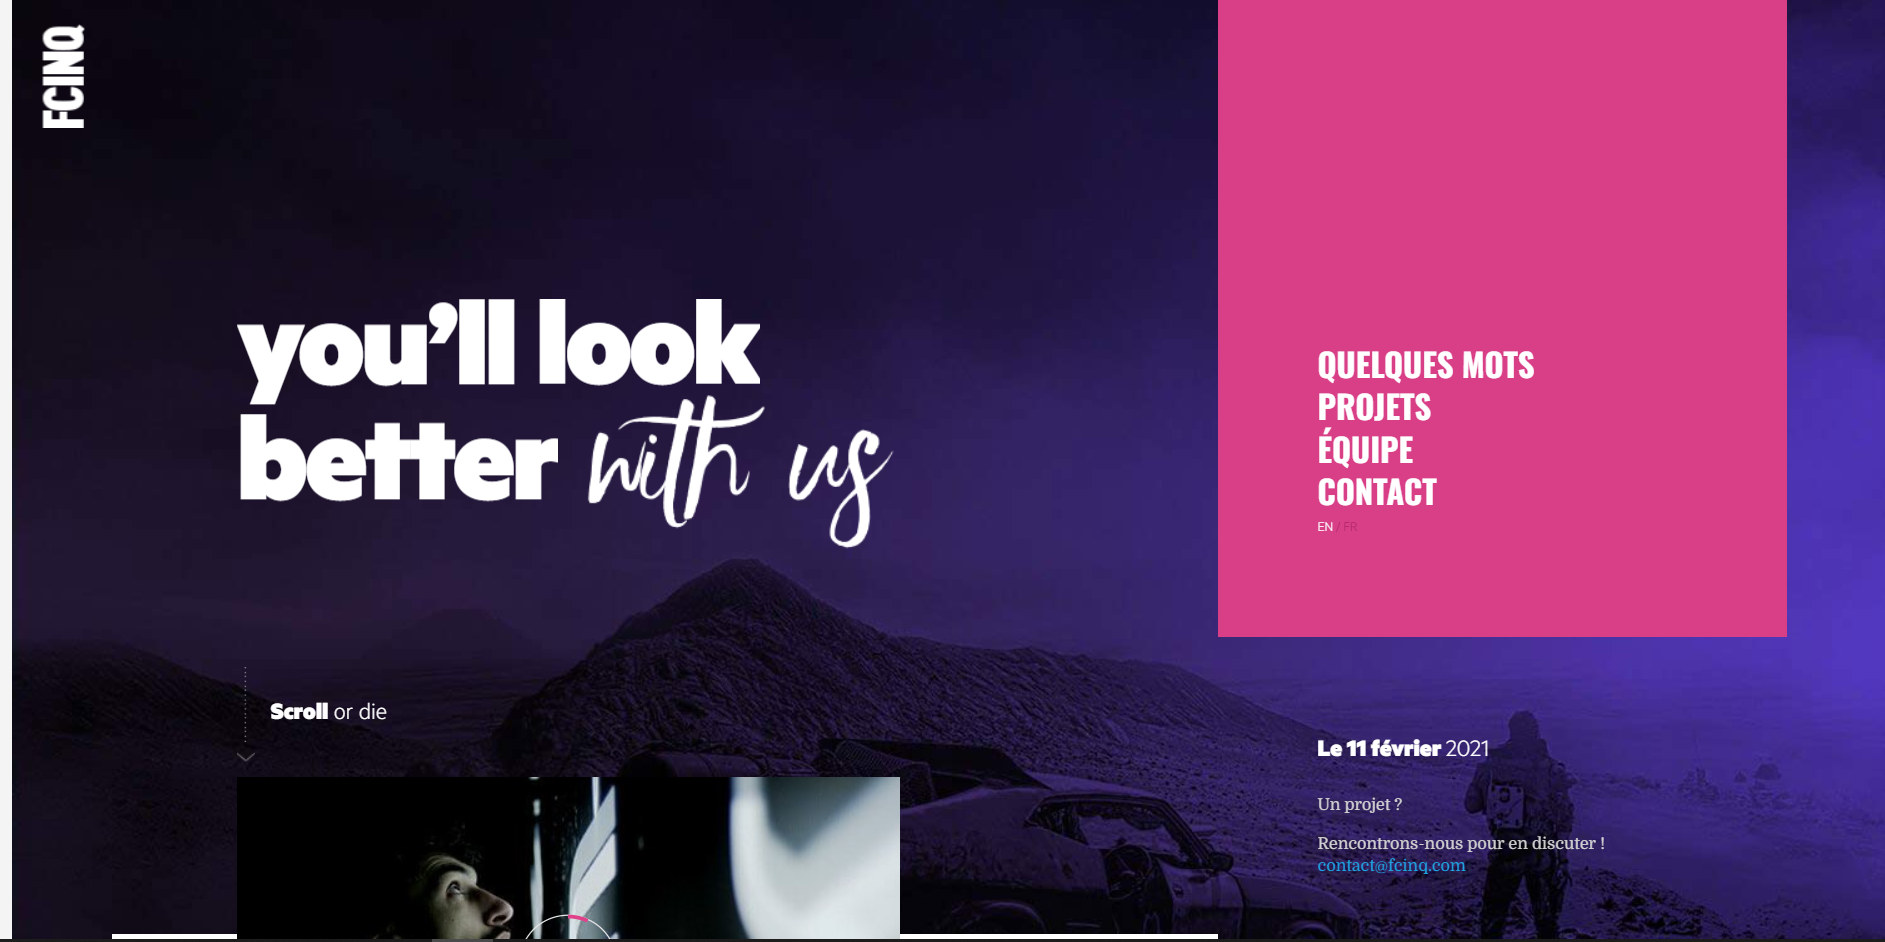 FCINQ
you’ll look
better with us
Scroll or die
QUELQUES MOTS
PROJETS
ÉQUIPE
CONTACT
EN / FR
Le 11 février 2021
Un projet ?
Rencontrons-nous pour en discuter !
contact@fcinq.com